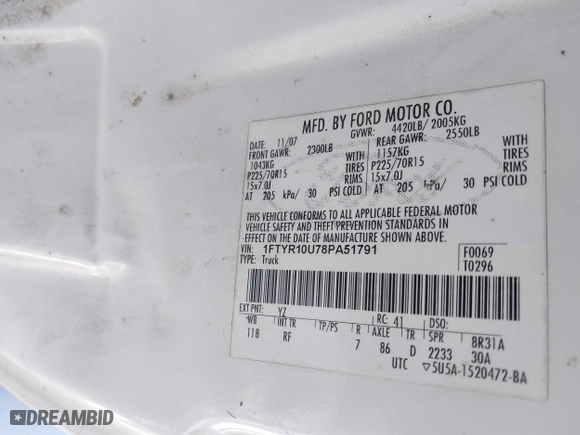 MFD. BY FORD MOTOR CO.
DATE: 11/07 GVWR: 4420LB/ 2005KG
FRONT GAWR: 2300LB REAR GAWR: 2550LB
1043KG WITH 1157KG WITH
P225/70R15 TIRES P225/70R15 TIRES
15x7.0J RIMS 15x7.0J RIMS
AT 205 kPa/ 30 PSI COLD AT 205 kPa/ 30 PSI COLD
THIS VEHICLE CONFORMS TO ALL APPLICABLE FEDERAL MOTOR
VEHICLE SAFETY AND THEFT PREVENTION STANDARDS IN
EFFECT ON THE DATE OF MANUFACTURE SHOWN ABOVE.
VIN: 1FTYR10U78PA51791 F0069
TYPE: Truck T0296
EXT PNT: YZ RC: 41 DSO:
WB INT TR TP/PS R AXLE TR SPR 8R31A
118 RF 7 86 D 2233 30A
UTC ▽5U5A-1520472-BA
DREAMBID